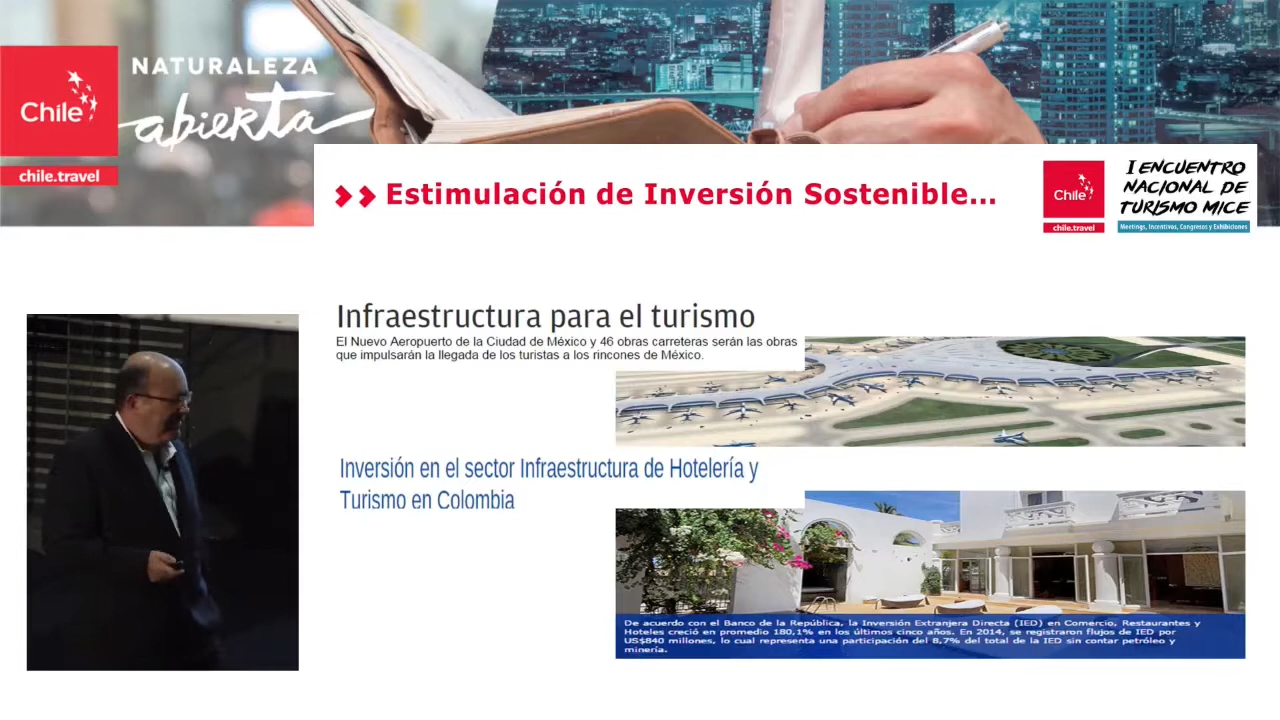 NATURALEZA
abierta
Chile
chile.travel
Estimulación de Inversión Sostenible...
Chile
chile.travel
I ENCUENTRO
NACIONAL DE
TURISMO MICE
Meetings, Incentivos, Congresos y Exhibiciones
Infraestructura para el turismo
El Nuevo Aeropuerto de la Ciudad de México y 46 obras carreteras serán las obras
que impulsarán la llegada de los turistas a los rincones de México.
Inversión en el sector Infraestructura de Hotelería y
Turismo en Colombia
De acuerdo con el Banco de la República, la Inversión Extranjera Directa (IED) en Comercio, Restaurantes y
Hoteles creció en promedio 180,1% en los últimos cinco años. En 2014, se registraron flujos de IED por
US$840 millones, lo cual representa una participación del 8,7% del total de la IED sin contar petróleo y
minería.